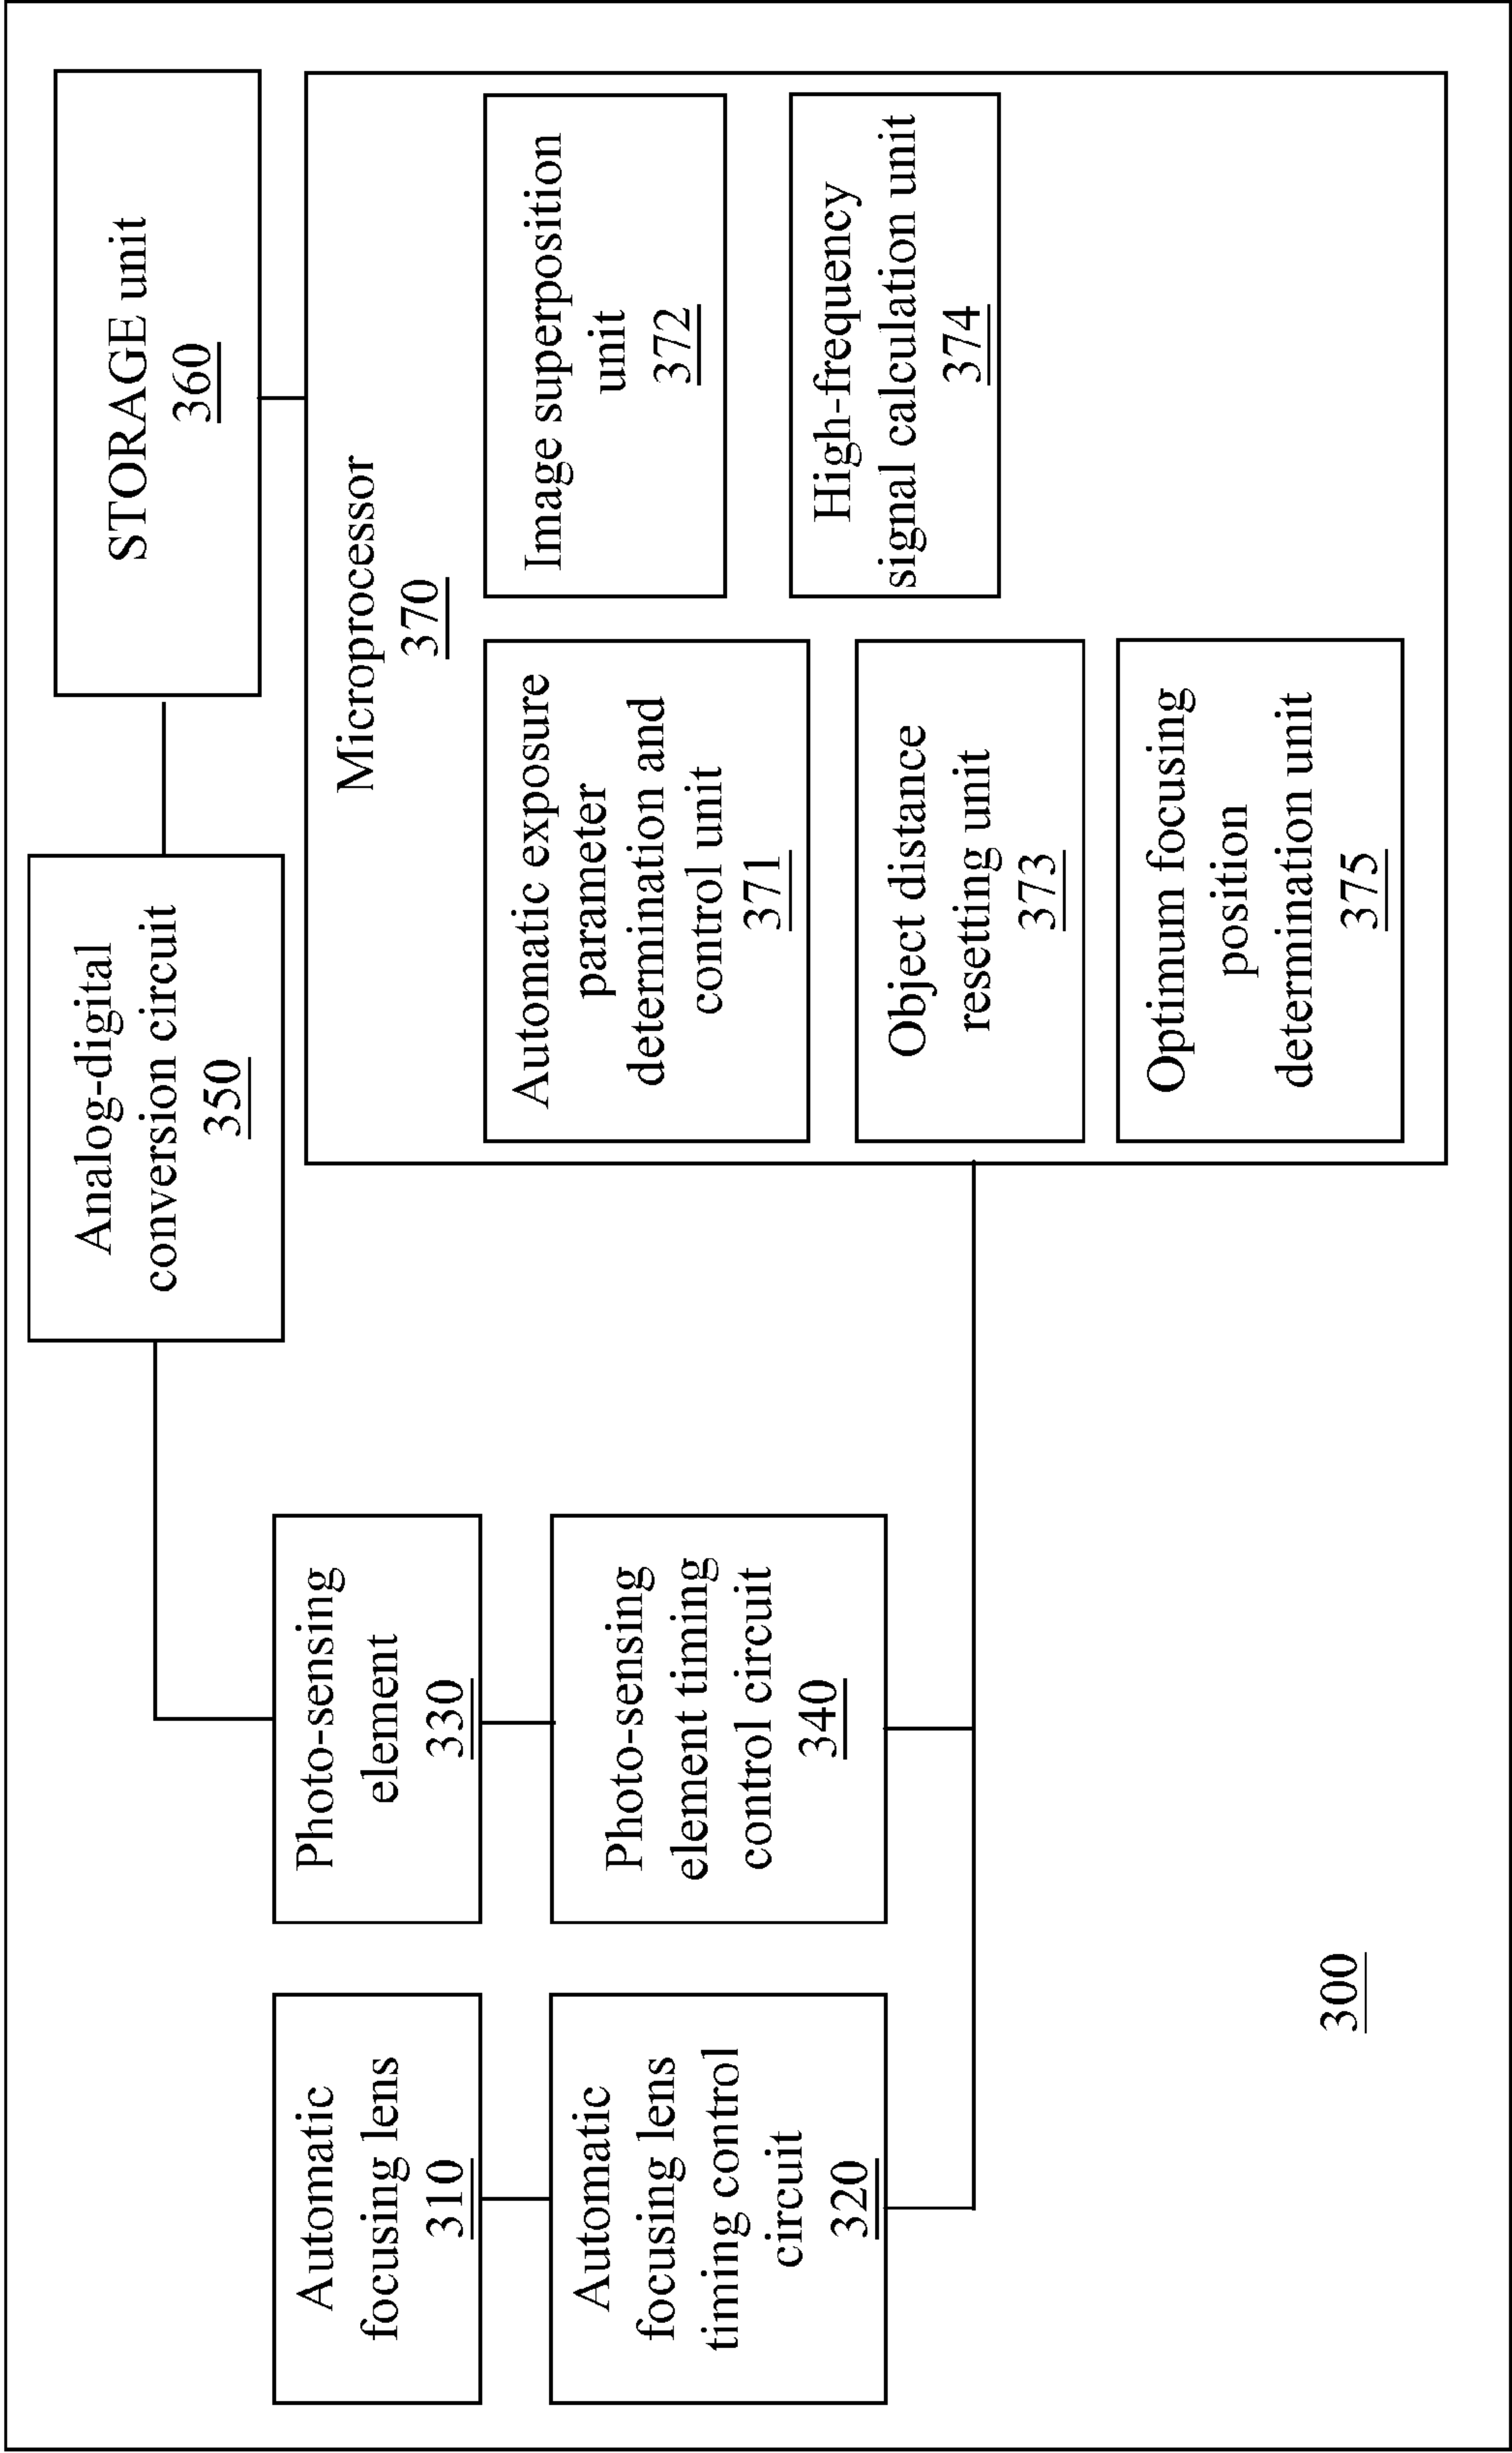 Analog-digital
conversion circuit
350
STORAGE unit
360
Automatic
focusing lens
310
Photo-sensing
element
330
Automatic
focusing lens
timing control
circuit
320
Photo-sensing
element timing
control circuit
340
Microprocessor
370
Automatic exposure
parameter
determination and
control unit
371
Image superposition
unit
372
Object distance
resetting unit
373
High-frequency
signal calculation unit
374
Optimum focusing
position
determination unit
375
300